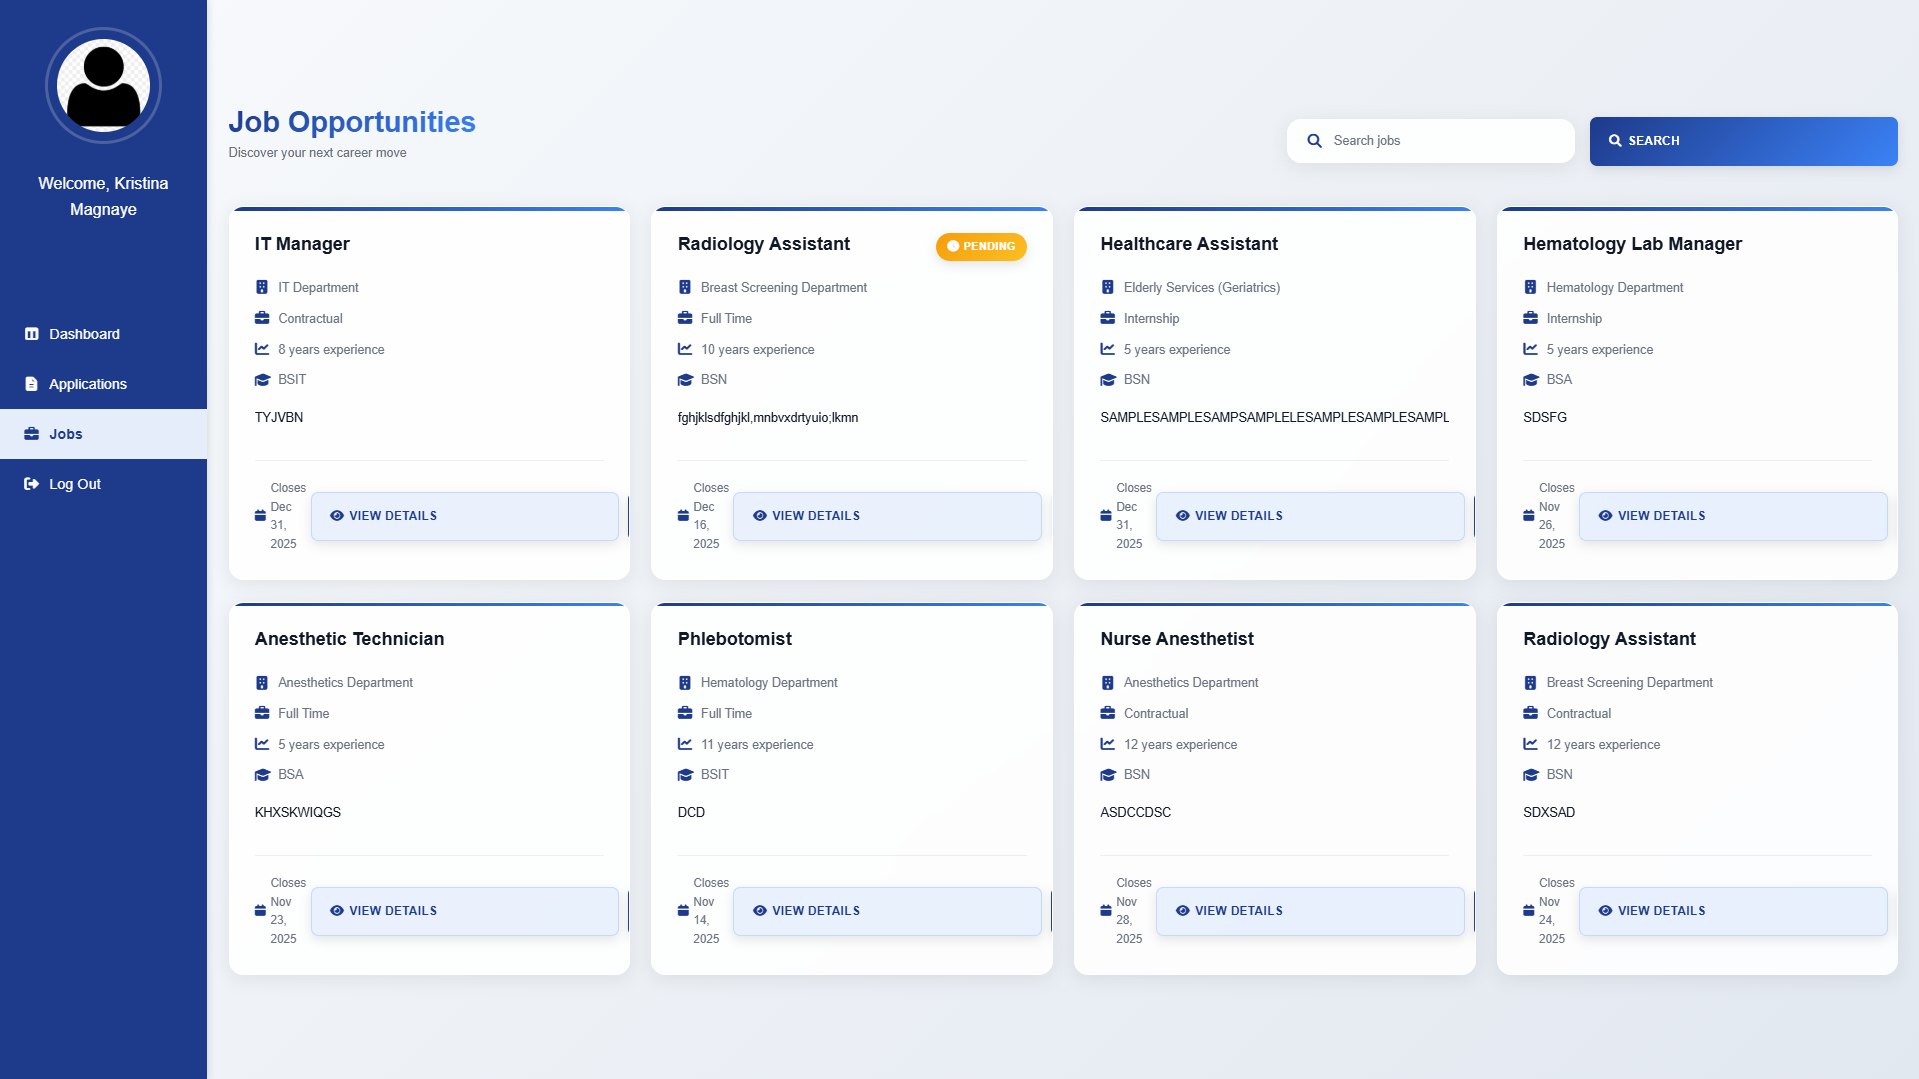 Welcome, Kristina
Magnaye
Dashboard
Applications
Jobs
Log Out
Job Opportunities
Discover your next career move
Search jobs
SEARCH
IT Manager
IT Department
Contractual
8 years experience
BSIT
TYJVBN
Closes
Dec
31,
2025
VIEW DETAILS
Radiology Assistant
PENDING
Breast Screening Department
Full Time
10 years experience
BSN
fghjklsdfghjkl,mnbvxdrtyuio;lkmn
Closes
Dec
16,
2025
VIEW DETAILS
Healthcare Assistant
Elderly Services (Geriatrics)
Internship
5 years experience
BSN
SAMPLESAMPLESAMPSAMPLELESAMPLESAMPLESAMPL
Closes
Dec
31,
2025
VIEW DETAILS
Hematology Lab Manager
Hematology Department
Internship
5 years experience
BSA
SDSFG
Closes
Nov
26,
2025
VIEW DETAILS
Anesthetic Technician
Anesthetics Department
Full Time
5 years experience
BSA
KHXSKWIQGS
Closes
Nov
23,
2025
VIEW DETAILS
Phlebotomist
Hematology Department
Full Time
11 years experience
BSIT
DCD
Closes
Nov
14,
2025
VIEW DETAILS
Nurse Anesthetist
Anesthetics Department
Contractual
12 years experience
BSN
ASDCCDSC
Closes
Nov
28,
2025
VIEW DETAILS
Radiology Assistant
Breast Screening Department
Contractual
12 years experience
BSN
SDXSAD
Closes
Nov
24,
2025
VIEW DETAILS